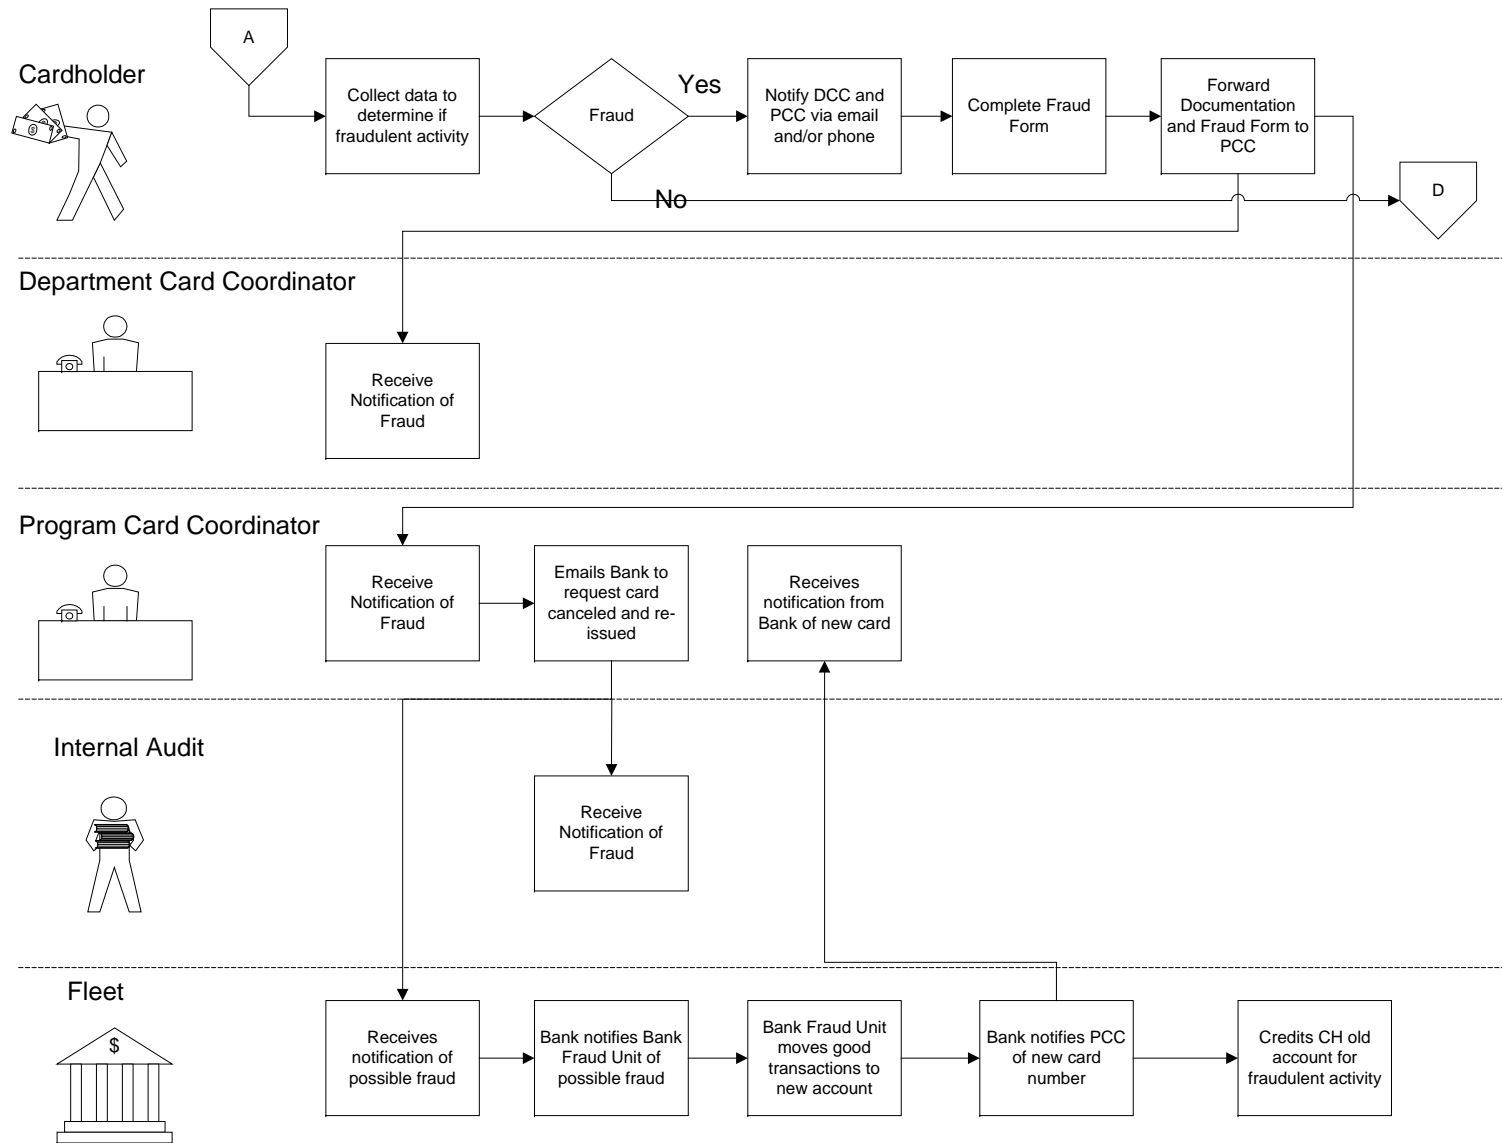 A
Cardholder
Collect data to
determine if
fraudulent activity
Fraud
Yes
Notify DCC and
PCC via email
and/or phone
Complete Fraud
Form
Forward
Documentation
and Fraud Form to
PCC
No
D
Department Card Coordinator
Receive
Notification of
Fraud
Program Card Coordinator
Receive
Notification of
Fraud
Emails Bank to
request card
canceled and re-
issued
Receives
notification from
Bank of new card
Internal Audit
Receive
Notification of
Fraud
Fleet
$
Receives
notification of
possible fraud
Bank notifies Bank
Fraud Unit of
possible fraud
Bank Fraud Unit
moves good
transactions to
new account
Bank notifies PCC
of new card
number
Credits CH old
account for
fraudulent activity